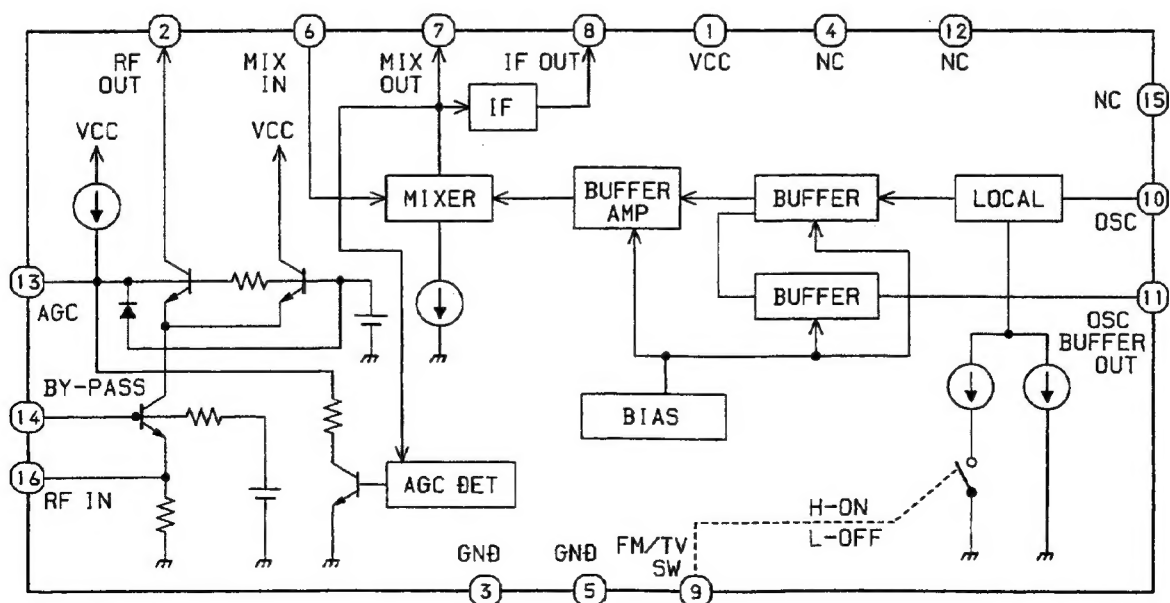 2 6 7 8 1 4 12
RF OUT
MIX IN
MIX OUT
IF OUT
VCC
NC
NC
IF
NC 15
VCC
VCC
MIXER
BUFFER AMP
BUFFER
LOCAL
10
OSC
13
AGC
BUFFER
11
OSC BUFFER OUT
BY-PASS
14
BIAS
16
RF IN
AGC DET
H-ON
L-OFF
GND
GND
FM/TV SW
3 5 9